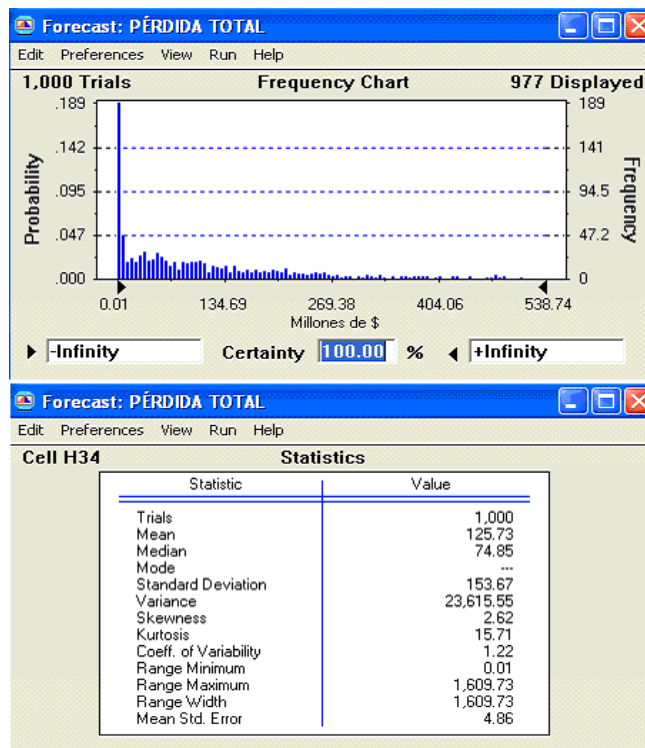 Forecast: PÉRDIDA TOTAL
Edit Preferences View Run Help
1,000 Trials Frequency Chart 977 Displayed
Probability
.189
.142
.095
.047
.000
189
141
94.5
47.2
0
Frequency
0.01 134.69 269.38 404.06 538.74
Millones de $
-Infinity Certainty 100.00 % +Infinity
Forecast: PÉRDIDA TOTAL
Edit Preferences View Run Help
Cell H34 Statistics
Statistic Value
Trials 1,000
Mean 125.73
Median 74.85
Mode ---
Standard Deviation 153.67
Variance 23,615.55
Skewness 2.62
Kurtosis 15.71
Coeff. of Variability 1.22
Range Minimum 0.01
Range Maximum 1,609.73
Range Width 1,609.73
Mean Std. Error 4.86